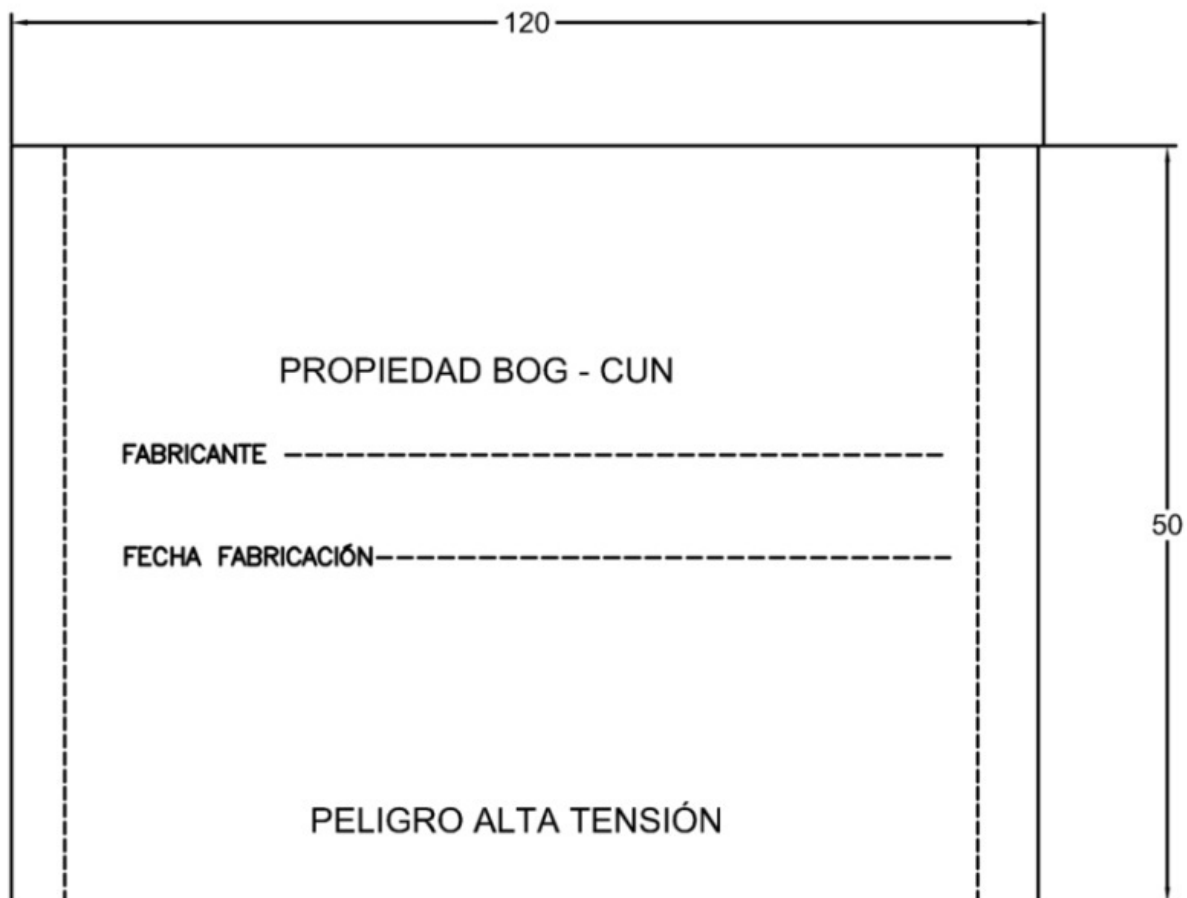 120
PROPIEDAD BOG - CUN
FABRICANTE
50
FECHA FABRICACIÓN
PELIGRO ALTA TENSIÓN